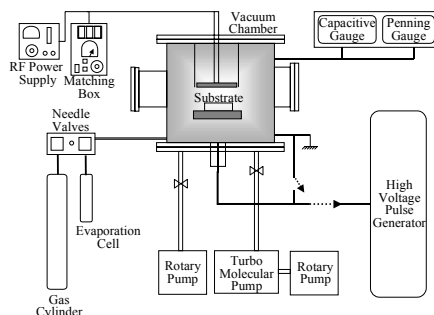 Vacuum
Chamber
Capacitive
Gauge
Penning
Gauge
RF Power
Supply
Matching
Box
Substrate
Needle
Valves
Evaporation
Cell
Gas
Cylinder
Rotary
Pump
Turbo
Molecular
Pump
Rotary
Pump
High
Voltage
Pulse
Generator